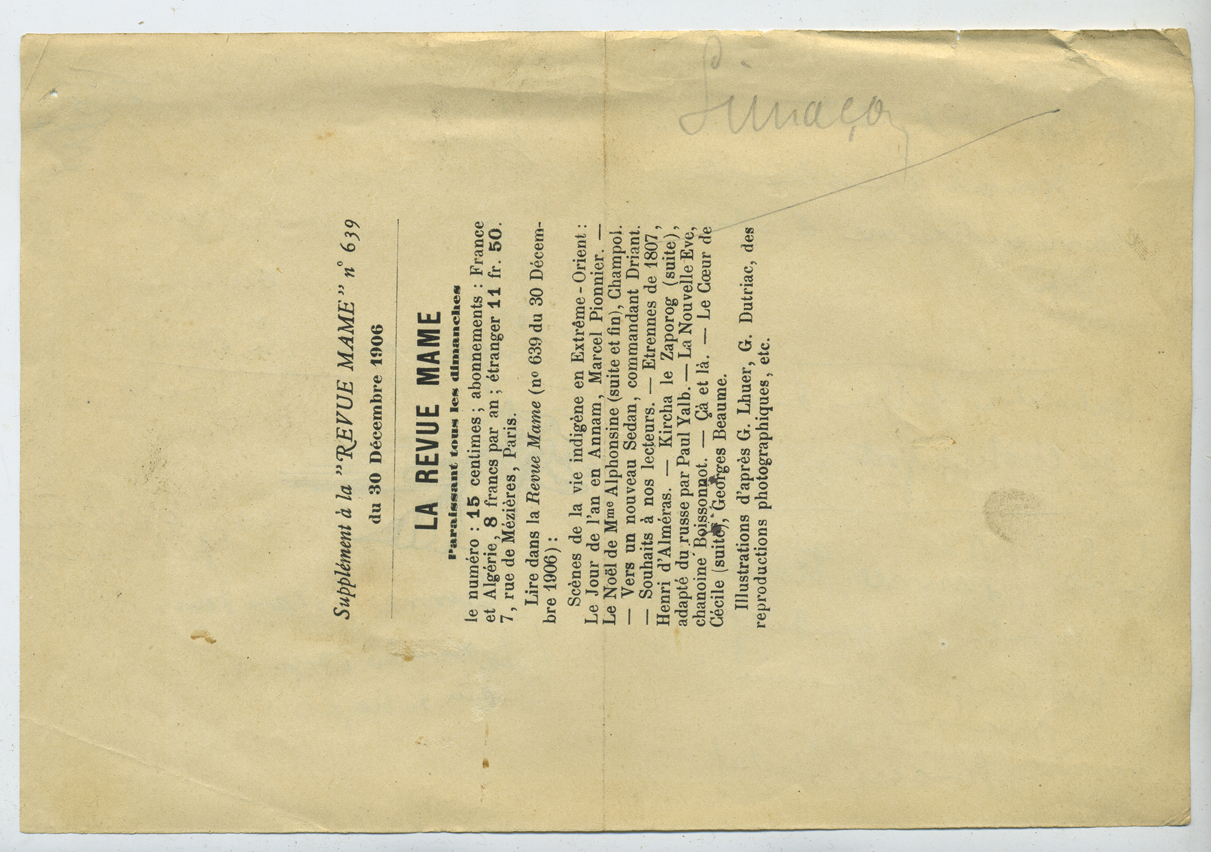 Simaçon
Supplément à la "REVUE MAME" n° 639
du 30 Décembre 1906
LA REVUE MAME
Paraissant tous les dimanches
le numéro : 15 centimes ; abonnements : France
et Algérie, 8 francs par an ; étranger 11 fr. 50.
7, rue de Mézières, Paris.
Lire dans la Revue Mame (n° 639 du 30 Décem-
bre 1906) :
Scènes de la vie indigène en Extrême-Orient :
Le Jour de l'an en Annam, Marcel Pionnier. —
Le Noël de Mme Alphonsine (suite et fin), Champol.
— Vers un nouveau Sedan, commandant Driant.
— Souhaits à nos lecteurs. — Etrennes de 1807,
Henri d'Alméras. — Kircha le Zaporog (suite),
adapté du russe par Paul Yalb. — La Nouvelle Eve,
chanoine Boissonnot. — Çà et là. — Le Cœur de
Cécile (suite), Georges Beaume.
Illustrations d'après G. Lhuer, G. Dutriac, des
reproductions photographiques, etc.